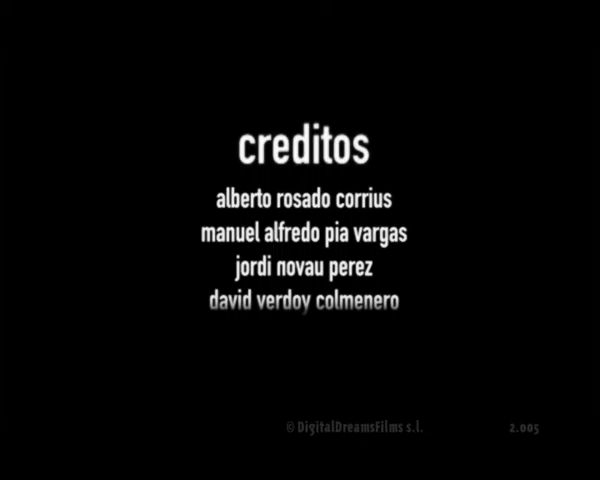 creditos
alberto rosado corrius
manuel alfredo pia vargas
jordi novau perez
david verdoy colmenero
© DigitalDreamsFilms s.l. 2.005